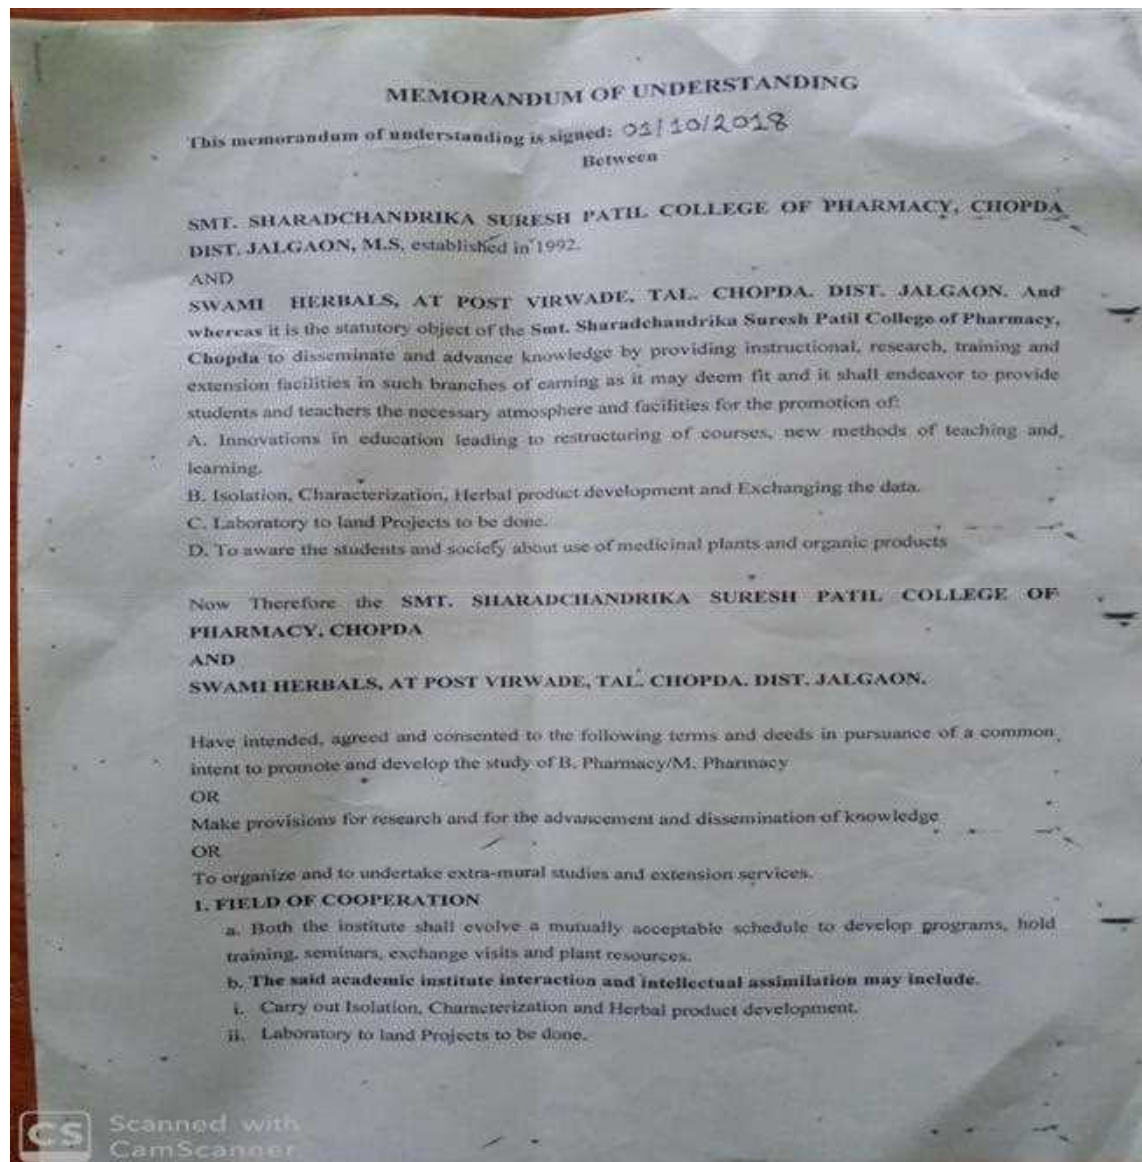 MEMORANDUM OF UNDERSTANDING
This memorandum of understanding is signed: 01/10/2018
Between
SMT. SHARADCHANDRIKA SURESH PATIL COLLEGE OF PHARMACY, CHOPDA
DIST. JALGAON, M.S. established in 1992.
AND
SWAMI HERBALS, AT POST VIRWADE, TAL. CHOPDA. DIST. JALGAON. And
whereas it is the statutory object of the Smt. Sharadchandrika Suresh Patil College of Pharmacy,
Chopda to disseminate and advance knowledge by providing instructional, research, training and
extension facilities in such branches of earning as it may deem fit and it shall endeavor to provide
students and teachers the necessary atmosphere and facilities for the promotion of:
A. Innovations in education leading to restructuring of courses, new methods of teaching and
learning.
B. Isolation, Characterization, Herbal product development and Exchanging the data.
C. Laboratory to land Projects to be done.
D. To aware the students and society about use of medicinal plants and organic products
Now Therefore the SMT. SHARADCHANDRIKA SURESH PATIL COLLEGE OF
PHARMACY, CHOPDA
AND
SWAMI HERBALS, AT POST VIRWADE, TAL. CHOPDA. DIST. JALGAON.
Have intended, agreed and consented to the following terms and deeds in pursuance of a common
intent to promote and develop the study of B. Pharmacy/M. Pharmacy
OR
Make provisions for research and for the advancement and dissemination of knowledge
OR
To organize and to undertake extra-mural studies and extension services.
1. FIELD OF COOPERATION
a. Both the institute shall evolve a mutually acceptable schedule to develop programs, hold
training, seminars, exchange visits and plant resources.
b. The said academic institute interaction and intellectual assimilation may include.
i. Carry out Isolation, Characterization and Herbal product development.
ii. Laboratory to land Projects to be done.
CS Scanned with
CamScanner